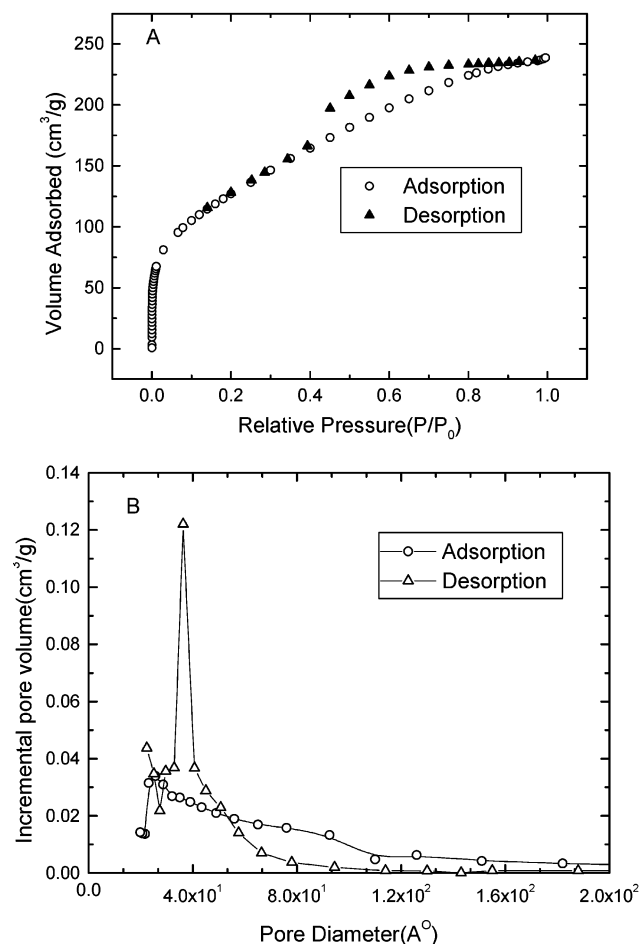 A
250
200
150
100
50
0
Volume Adsorbed (cm³/g)
Adsorption
Desorption
0.0 0.2 0.4 0.6 0.8 1.0
Relative Pressure(P/P₀)
B
0.14
0.12
0.10
0.08
0.06
0.04
0.02
0.00
Incremental pore volume(cm³/g)
Adsorption
Desorption
0.0 4.0x10¹ 8.0x10¹ 1.2x10² 1.6x10² 2.0x10²
Pore Diameter(A⁰)